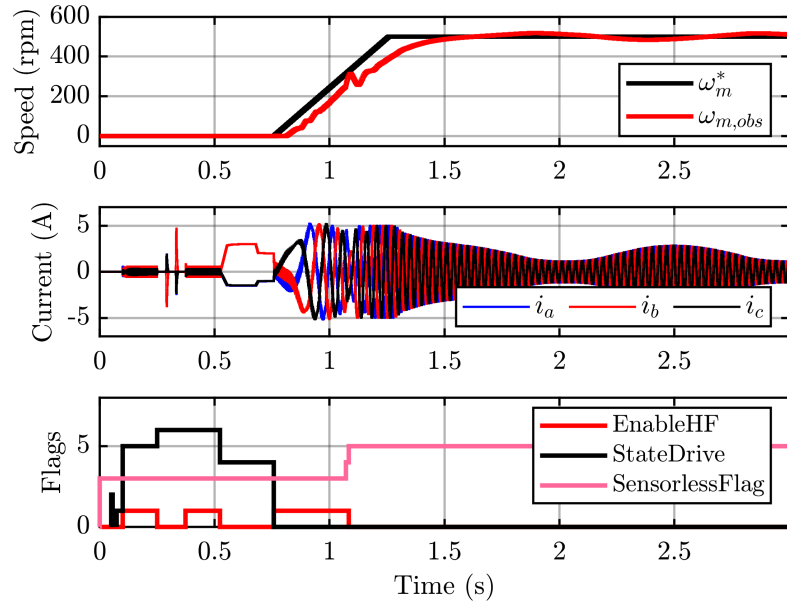 600
400
200
0
Speed (rpm)
ω*m
ωm,obs
0 0.5 1 1.5 2 2.5
5
0
-5
Current (A)
ia ib ic
0 0.5 1 1.5 2 2.5
5
0
Flags
EnableHF
StateDrive
SensorlessFlag
0 0.5 1 1.5 2 2.5
Time (s)